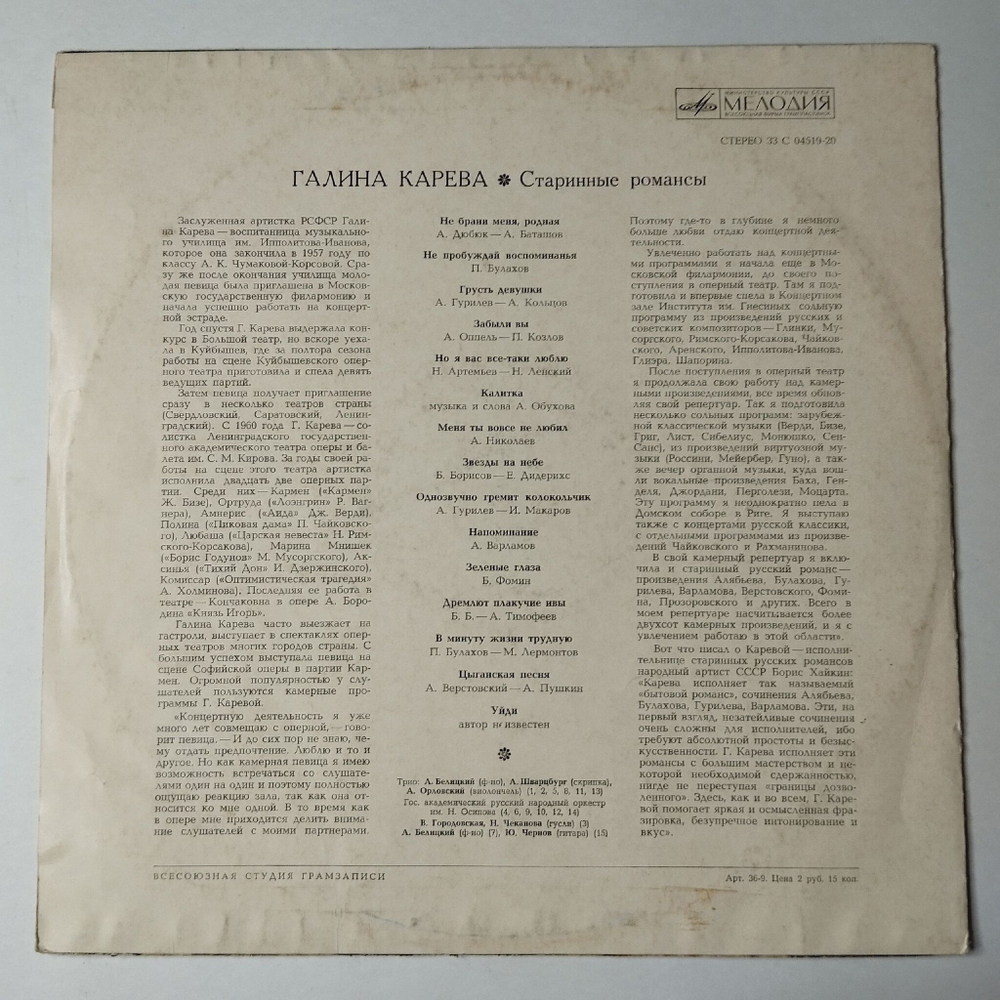 МИНИСТЕРСТВО КУЛЬТУРЫ СССР
МЕЛОДИЯ
ВСЕСОЮЗНАЯ ФИРМА ГРАМПЛАСТИНОК
СТЕРЕО 33 С 04519-20
ГАЛИНА КАРЕВА ✽ Старинные романсы
Заслуженная артистка РСФСР Гали-
на Карева — воспитанница музыкально-
го училища им. Ипполитова-Иванова,
которое она закончила в 1957 году по
классу А. К. Чумаковой-Корсовой. Сра-
зу же после окончания училища моло-
дая певица была приглашена в Москов-
скую государственную филармонию и
начала успешно работать на концерт-
ной эстраде.
Год спустя Г. Карева выдержала кон-
курс в Большой театр, но вскоре уеха-
ла в Куйбышев, где за полтора сезона
работы на сцене Куйбышевского опер-
ного театра приготовила и спела девять
ведущих партий.
Затем певица получает приглашение
сразу в несколько театров страны
(Свердловский, Саратовский, Ленин-
градский). С 1960 года Г. Карева — со-
листка Ленинградского государствен-
ного академического театра оперы и ба-
лета им. С. М. Кирова. За годы своей ра-
боты на сцене этого театра артистка
исполнила двадцать две оперных пар-
тии. Среди них — Кармен («Кармен»
Ж. Бизе), Ортруда («Лоэнгрин» Р. Ваг-
нера), Амнерис («Аида» Дж. Верди),
Полина («Пиковая дама» П. Чайковско-
го), Любаша («Царская невеста» Н. Рим-
ского-Корсакова), Марина Мнишек
(«Борис Годунов» М. Мусоргского), Ак-
синья («Тихий Дон» И. Дзержинского),
Комиссар («Оптимистическая трагедия»
А. Холминова). Последняя ее работа в
театре — Кончаковна в опере А. Боро-
дина «Князь Игорь».
Галина Карева часто выезжает на
гастроли, выступает в спектаклях опер-
ных театров многих городов страны. С
большим успехом выступала певица на
сцене Софийской оперы в партии Кар-
мен. Огромной популярностью у слу-
шателей пользуются камерные про-
граммы Г. Каревой.
«Концертную деятельность я уже
много лет совмещаю с оперной, — гово-
рит певица. — И до сих пор не знаю, че-
му отдать предпочтение. Люблю и то и
другое. Но как камерная певица я имею
возможность встречаться со слушате-
лями один на один и поэтому полностью
ощущаю реакцию зала, так как она от-
носится ко мне одной. В то время как
в опере мне приходится делить внима-
ние слушателей с моими партнерами.
Не брани меня, родная
А. Дюбюк — А. Баташов
Не пробуждай воспоминанья
П. Булахов
Грусть девушки
А. Гурилев — А. Кольцов
Забыли вы
А. Оппель — П. Козлов
Но я вас все-таки люблю
Н. Артемьев — Н. Ленский
Калитка
музыка и слова А. Обухова
Меня ты вовсе не любил
А. Николаев
Звезды на небе
Б. Борисов — Е. Дидерихс
Однозвучно гремит колокольчик
А. Гурилев — И. Макаров
Напоминание
А. Варламов
Зеленые глаза
Б. Фомин
Дремлют плакучие ивы
Б. Б. — А. Тимофеев
В минуту жизни трудную
П. Булахов — М. Лермонтов
Цыганская песня
А. Верстовский — А. Пушкин
Уйди
автор неизвестен
✽
Трио: Л. Белицкий (ф-но), А. Шварцбург (скрипка),
А. Орловский (виолончель) (1, 2, 5, 8, 11, 13)
Гос. академический русский народный оркестр
им. Н. Осипова (4, 6, 9, 10, 12, 14)
В. Городовская, Н. Чеканова (гусли) (3)
Л. Белицкий (ф-но) (7), Ю. Чернов (гитара) (15)
Поэтому где-то в глубине я немного
больше любви отдаю концертной дея-
тельности.
Увлеченно работать над концертны-
ми программами я начала еще в Мо-
сковской филармонии, до своего по-
ступления в оперный театр. Там я под-
готовила и впервые спела в Концертном
зале Института им. Гнесиных сольную
программу из произведений русских и
советских композиторов — Глинки, Му-
соргского, Римского-Корсакова, Чайков-
ского, Аренского, Ипполитова-Иванова,
Глиэра, Шапорина.
После поступления в оперный театр
я продолжала свою работу над камер-
ными произведениями, все время обнов-
ляя свой репертуар. Так я подготовила
несколько сольных программ: зарубеж-
ной классической музыки (Верди, Бизе,
Григ, Лист, Сибелиус, Монюшко, Сен-
Санс), из произведений виртуозной му-
зыки (Россини, Мейербер, Гуно), а так-
же вечер органной музыки, куда вош-
ли вокальные произведения Баха, Ген-
деля, Джордани, Перголези, Моцарта.
Эту программу я неоднократно пела в
Домском соборе в Риге. Я выступаю
также с концертами русской классики,
с отдельными программами из произве-
дений Чайковского и Рахманинова.
В свой камерный репертуар я вклю-
чила и старинный русский романс —
произведения Алябьева, Булахова, Гу-
рилева, Варламова, Верстовского, Фоми-
на, Прозоровского и других. Всего в
моем репертуаре насчитывается более
двухсот камерных произведений, и я с
увлечением работаю в этой области».
Вот что писал о Каревой — исполни-
тельнице старинных русских романсов
народный артист СССР Борис Хайкин:
«Карева исполняет так называемый
«бытовой романс», сочинения Алябьева,
Булахова, Гурилева, Варламова. Эти, на
первый взгляд, незатейливые сочинения
очень сложны для исполнителей, ибо
требуют абсолютной простоты и безыс-
кусственности. Г. Карева исполняет эти
романсы с большим мастерством и не-
которой необходимой сдержанностью,
нигде не переступая «границы дозво-
ленного». Здесь, как и во всем, Г. Каре-
вой помогает яркая и осмысленная фра-
зировка, безупречное интонирование и
вкус».
ВСЕСОЮЗНАЯ СТУДИЯ ГРАМЗАПИСИ
Арт. 36-9. Цена 2 руб. 15 коп.